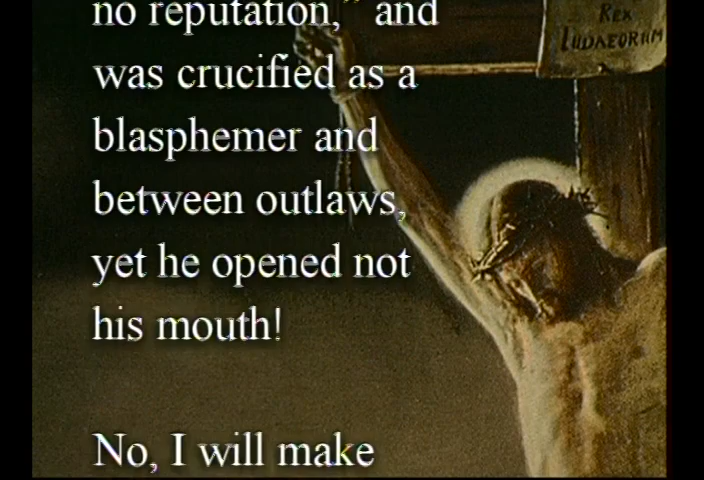 no reputation,” and
was crucified as a
blasphemer and
between outlaws,
yet he opened not
his mouth!
No, I will make
REX
IUDAEORUM